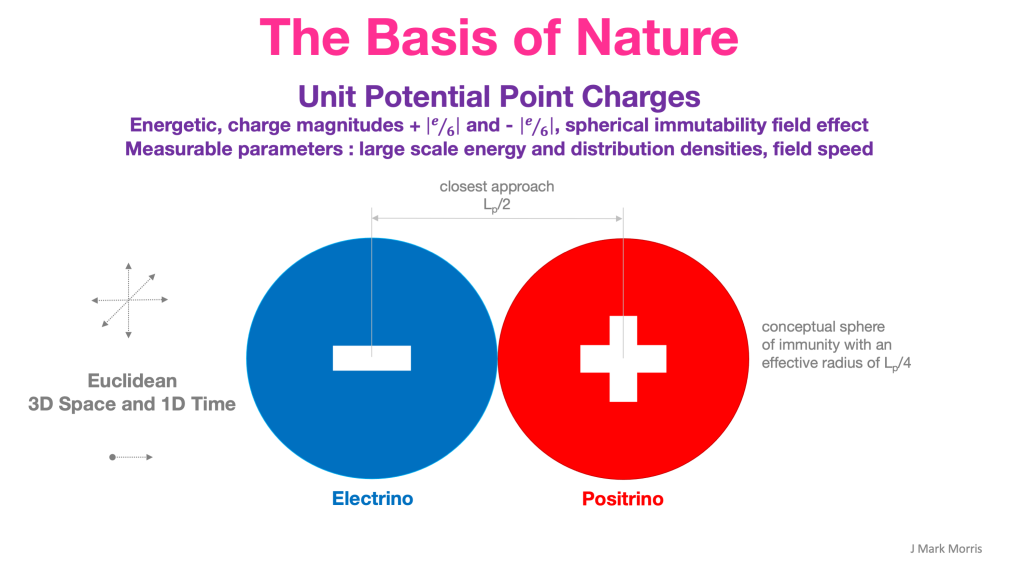 The Basis of Nature
Unit Potential Point Charges
Energetic, charge magnitudes + |e/6| and - |e/6|, spherical immutability field effect
Measurable parameters : large scale energy and distribution densities, field speed
closest approach
Lp/2
conceptual sphere
of immunity with an
effective radius of Lp/4
Euclidean
3D Space and 1D Time
Electrino
Positrino
J Mark Morris